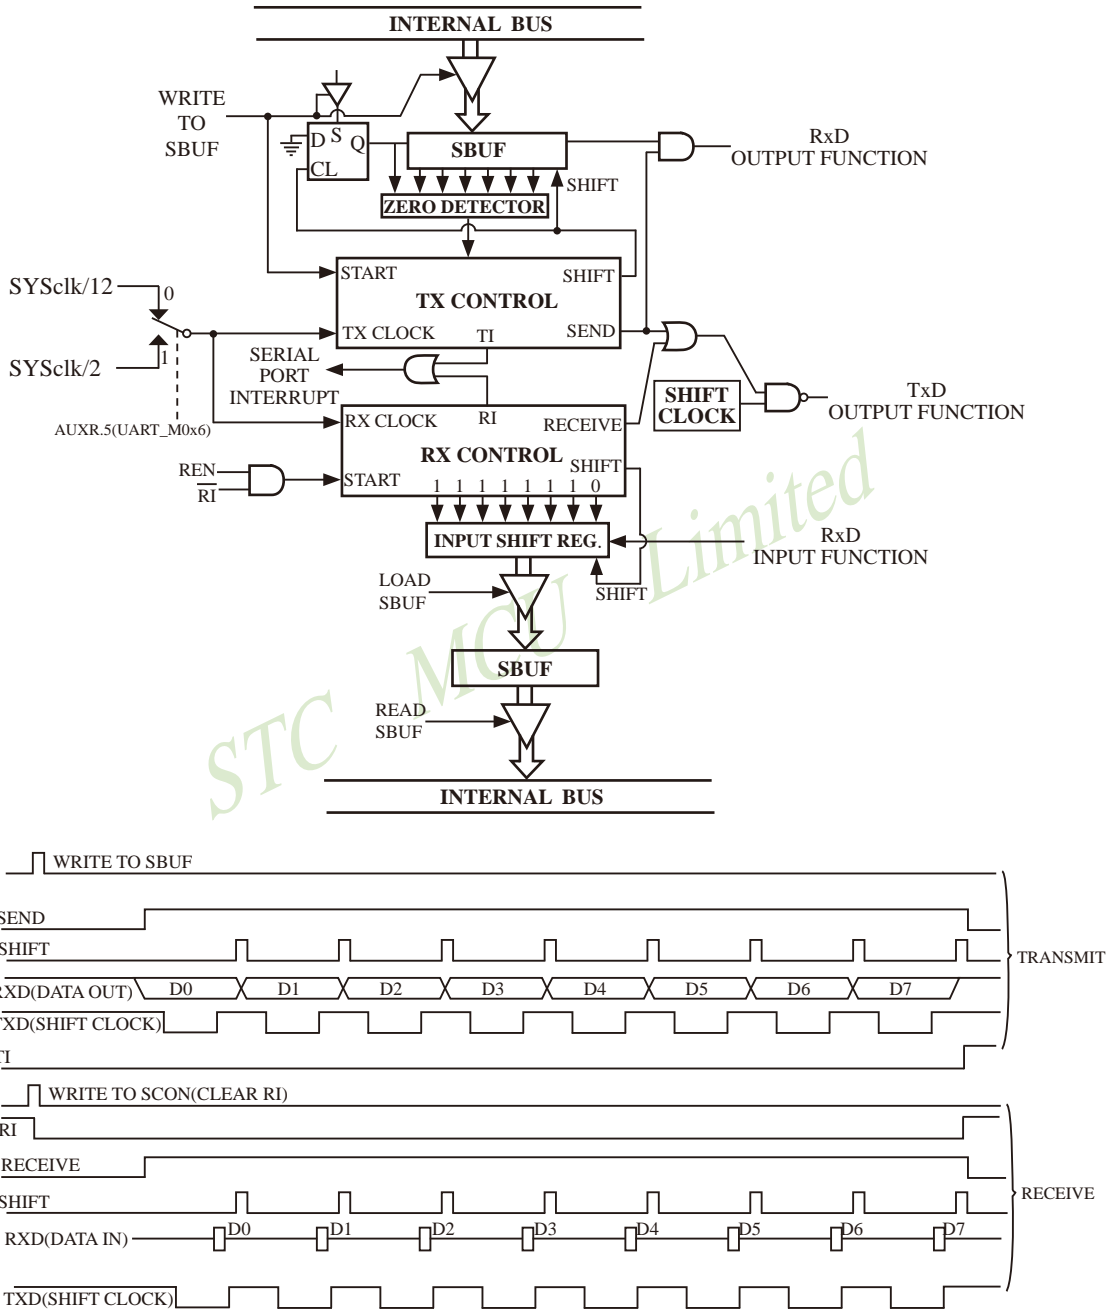 INTERNAL BUS
WRITE
TO
SBUF
D S Q
CL
SBUF
RxD
OUTPUT FUNCTION
SHIFT
ZERO DETECTOR
START
SHIFT
TX CONTROL
SYSclk/12
0
TX CLOCK
TI
SEND
SYSclk/2
1
SERIAL
PORT
INTERRUPT
SHIFT
CLOCK
TxD
OUTPUT FUNCTION
AUXR.5(UART_M0x6)
RX CLOCK
RI
RECEIVE
RX CONTROL
SHIFT
REN
RI
START
1 1 1 1 1 1 1 0
INPUT SHIFT REG.
RxD
INPUT FUNCTION
SHIFT
LOAD
SBUF
SBUF
READ
SBUF
INTERNAL BUS
STC MCU Limited
WRITE TO SBUF
SEND
SHIFT
RXD(DATA OUT) D0 D1 D2 D3 D4 D5 D6 D7
TXD(SHIFT CLOCK)
TI
TRANSMIT
WRITE TO SCON(CLEAR RI)
RI
RECEIVE
SHIFT
RXD(DATA IN) D0 D1 D2 D3 D4 D5 D6 D7
TXD(SHIFT CLOCK)
RECEIVE